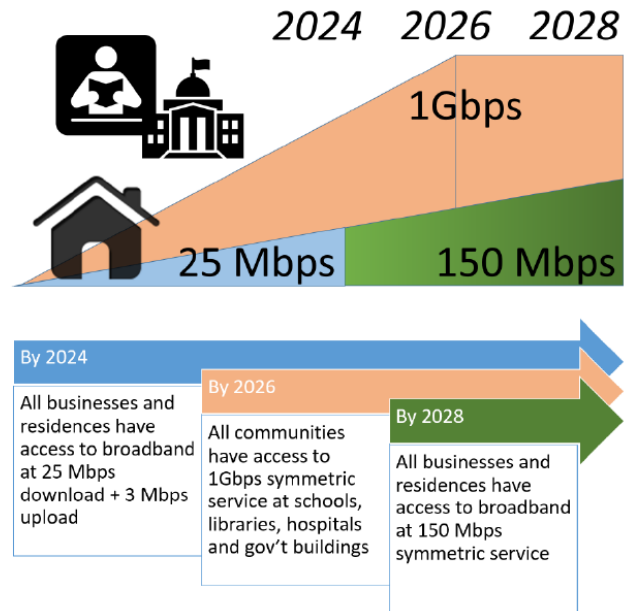 2024 2026 2028
1Gbps
25 Mbps 150 Mbps
By 2024
All businesses and
residences have
access to broadband
at 25 Mbps
download + 3 Mbps
upload
By 2026
All communities
have access to
1Gbps symmetric
service at schools,
libraries, hospitals
and gov’t buildings
By 2028
All businesses and
residences have
access to broadband
at 150 Mbps
symmetric service